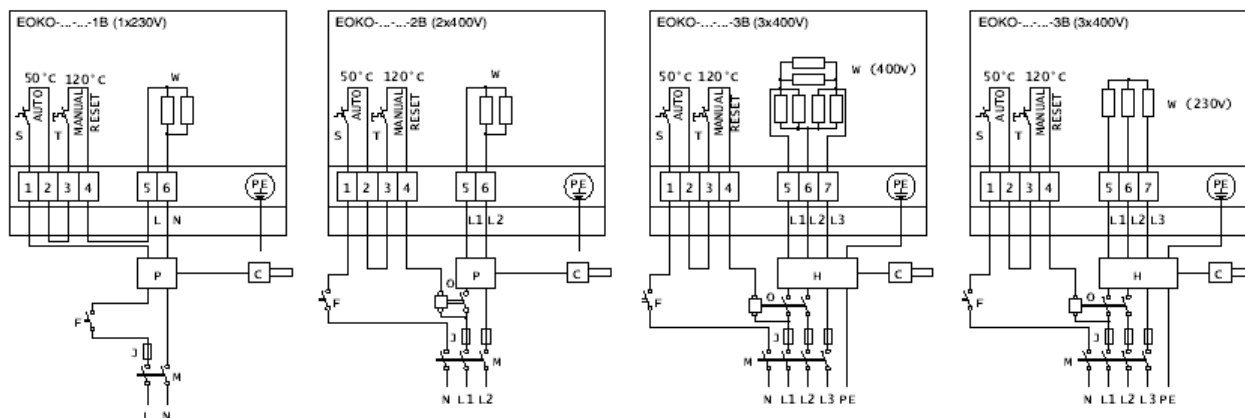 EOKO-...-...-1B (1x230V)
50°C
120°C
W
AUTO
MANUAL
RESET
S
T
1 2 3 4 5 6
PE
L N
P
C
F
J
M
L N
EOKO-...-...-2B (2x400V)
50°C
120°C
W
AUTO
MANUAL
RESET
S
T
1 2 3 4 5 6
PE
L1 L2
P
C
O
F
J
M
N L1 L2
EOKO-...-...-3B (3x400V)
50°C
120°C
W (400V)
AUTO
MANUAL
RESET
S
T
1 2 3 4 5 6 7
PE
L1 L2 L3
H
C
O
F
J
M
N L1 L2 L3 PE
EOKO-...-...-3B (3x400V)
50°C
120°C
W (230V)
AUTO
MANUAL
RESET
S
T
1 2 3 4 5 6 7
PE
L1 L2 L3
H
C
O
F
J
M
N L1 L2 L3 PE